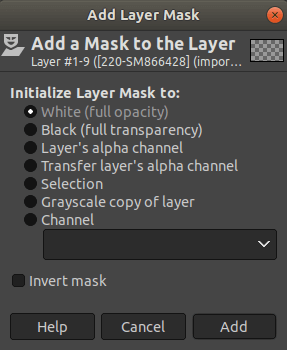 Add Layer Mask
Add a Mask to the Layer
Layer #1-9 ([220-SM866428] (impor...
Initialize Layer Mask to:
White (full opacity)
Black (full transparency)
Layer's alpha channel
Transfer layer's alpha channel
Selection
Grayscale copy of layer
Channel
Invert mask
Help
Cancel
Add